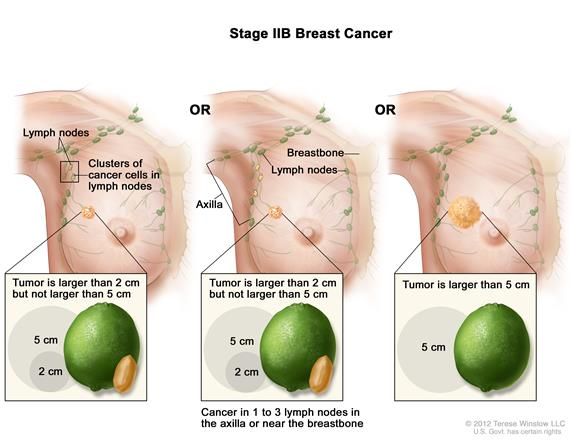 Stage IIB Breast Cancer
OR
OR
Lymph nodes
Clusters of
cancer cells in
lymph nodes
Breastbone
Lymph nodes
Axilla
Tumor is larger than 2 cm
but not larger than 5 cm
5 cm
2 cm
Tumor is larger than 2 cm
but not larger than 5 cm
5 cm
2 cm
Tumor is larger than 5 cm
5 cm
Cancer in 1 to 3 lymph nodes in
the axilla or near the breastbone
© 2012 Terese Winslow LLC
U.S. Govt. has certain rights